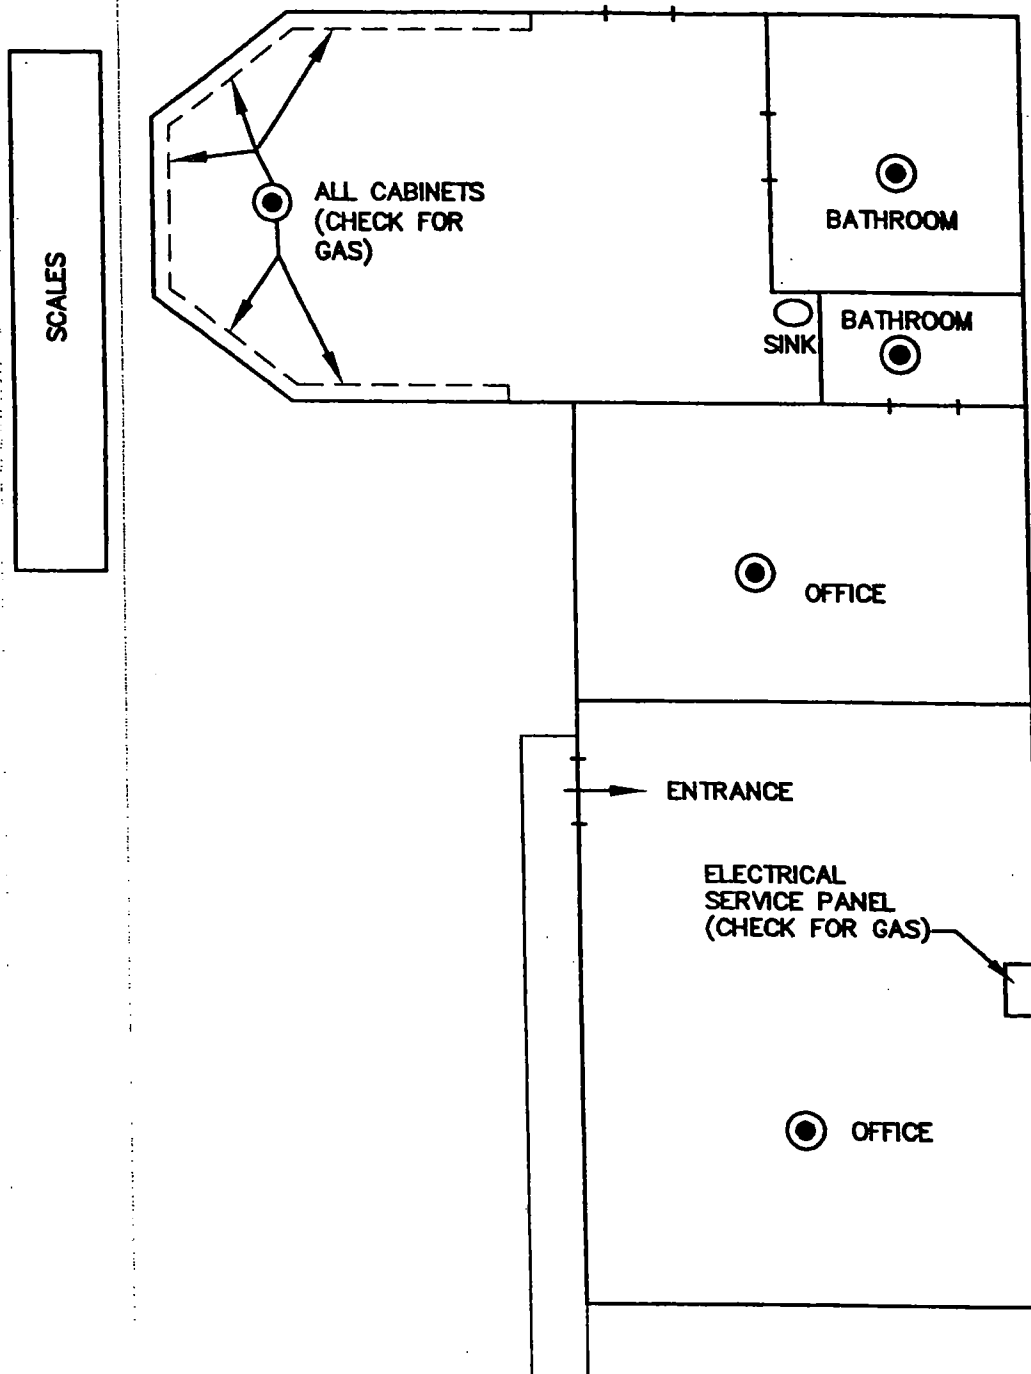 SCALES
ALL CABINETS
(CHECK FOR
GAS)
BATHROOM
BATHROOM
SINK
OFFICE
ENTRANCE
ELECTRICAL
SERVICE PANEL
(CHECK FOR GAS)
OFFICE